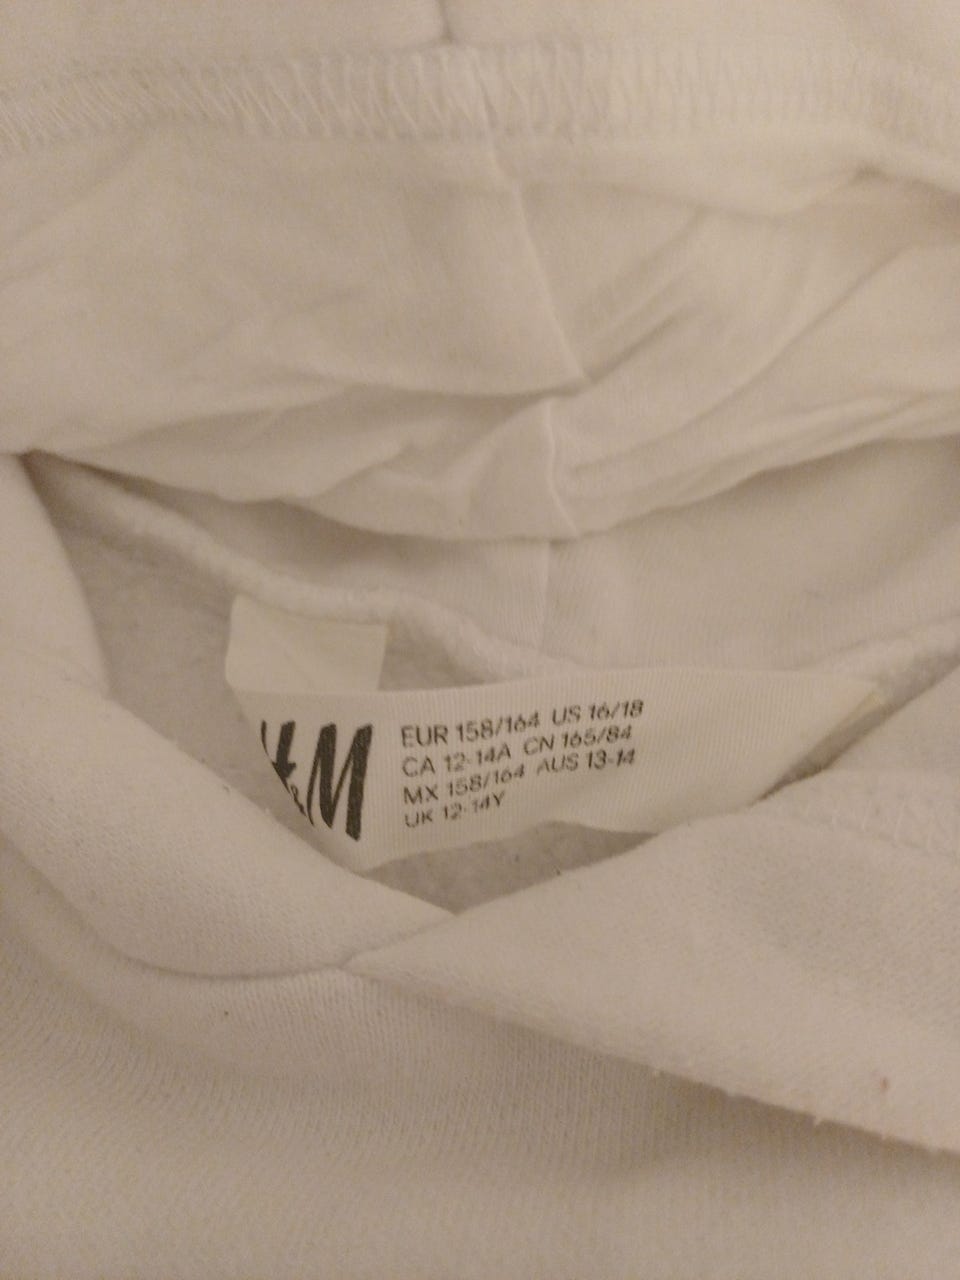 H&M
EUR 158/164 US 16/18
CA 12-14A CN 165/84
MX 158/164 AUS 13-14
UK 12-14Y